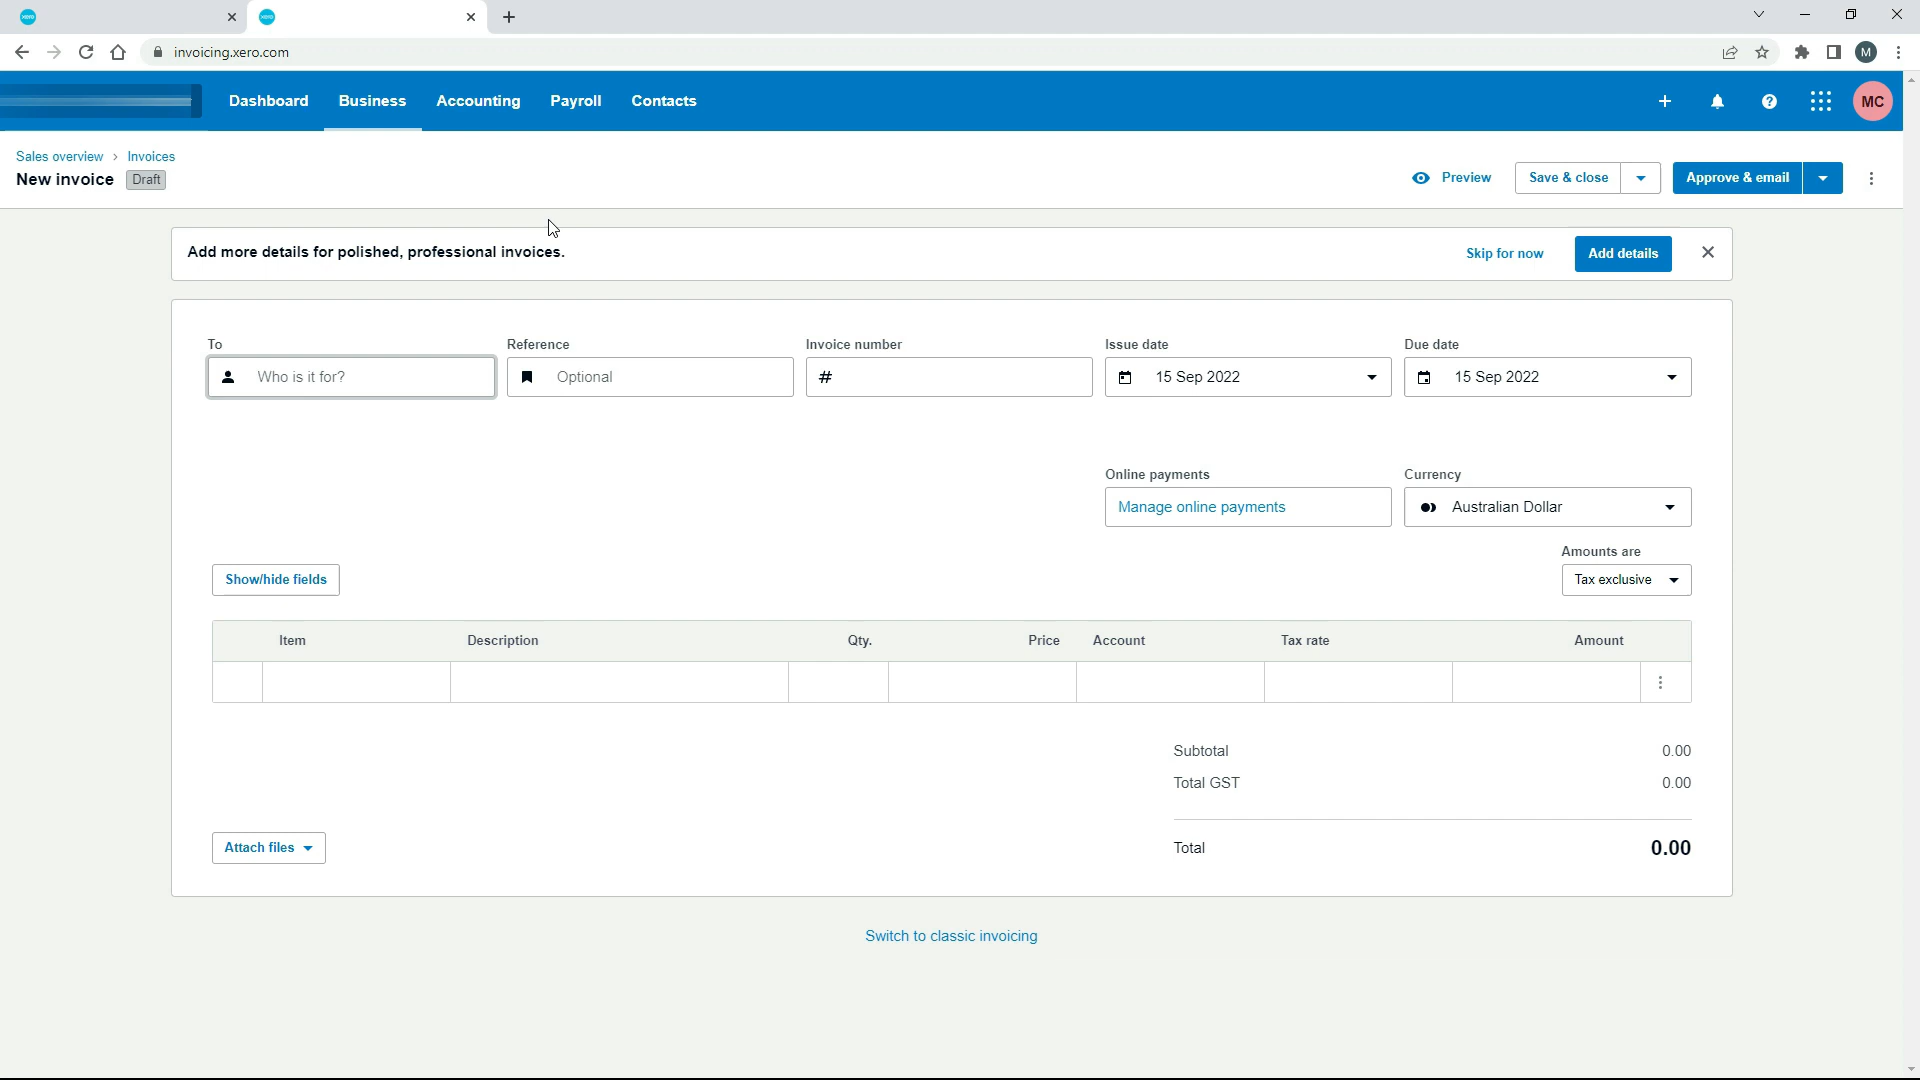 invoicing.xero.com
M
Dashboard Business Accounting Payroll Contacts
MC
Sales overview › Invoices
New invoice Draft
Preview Save & close Approve & email
Add more details for polished, professional invoices.
Skip for now Add details
To Reference Invoice number Issue date Due date
Who is it for? Optional # 15 Sep 2022 15 Sep 2022
Online payments Currency
Manage online payments Australian Dollar
Amounts are
Show/hide fields Tax exclusive
Item Description Qty. Price Account Tax rate Amount
Subtotal 0.00
Total GST 0.00
Attach files Total 0.00
Switch to classic invoicing